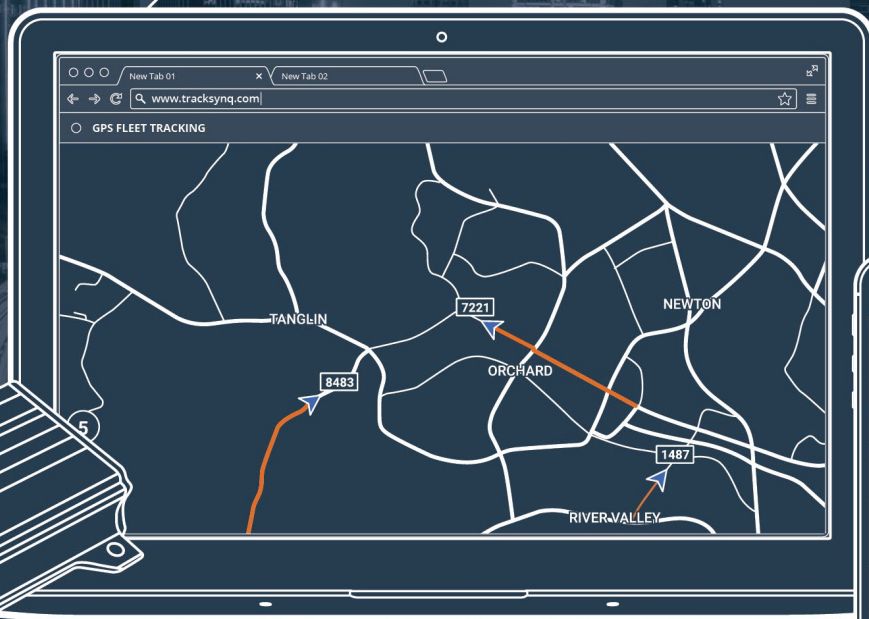 New Tab 01
New Tab 02
www.tracksynq.com
GPS FLEET TRACKING
7221
NEWTON
TANGLIN
ORCHARD
8483
5
1487
RIVER VALLEY